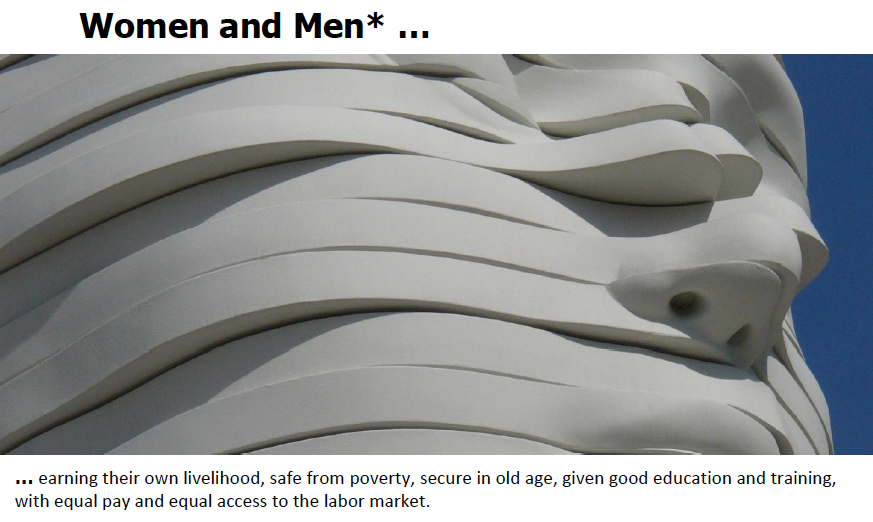 Women and Men* ...
... earning their own livelihood, safe from poverty, secure in old age, given good education and training,
with equal pay and equal access to the labor market.